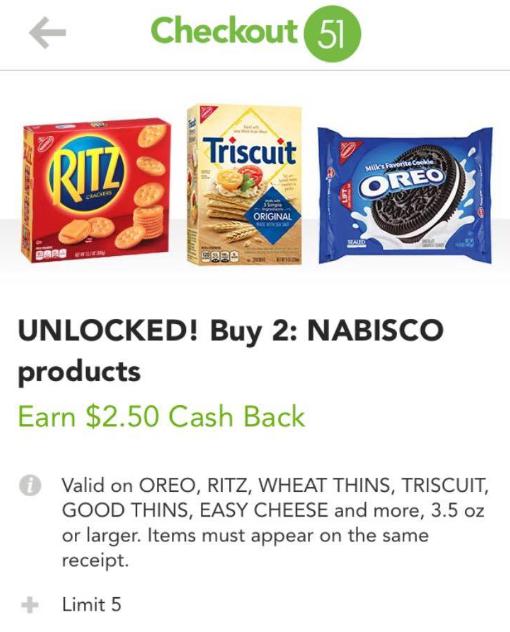 Checkout 51
RITZ
CRACKERS
Triscuit
ORIGINAL
Milk's Favorite Cookie
OREO
SEALED
UNLOCKED! Buy 2: NABISCO
products
Earn $2.50 Cash Back
Valid on OREO, RITZ, WHEAT THINS, TRISCUIT,
GOOD THINS, EASY CHEESE and more, 3.5 oz
or larger. Items must appear on the same
receipt.
Limit 5